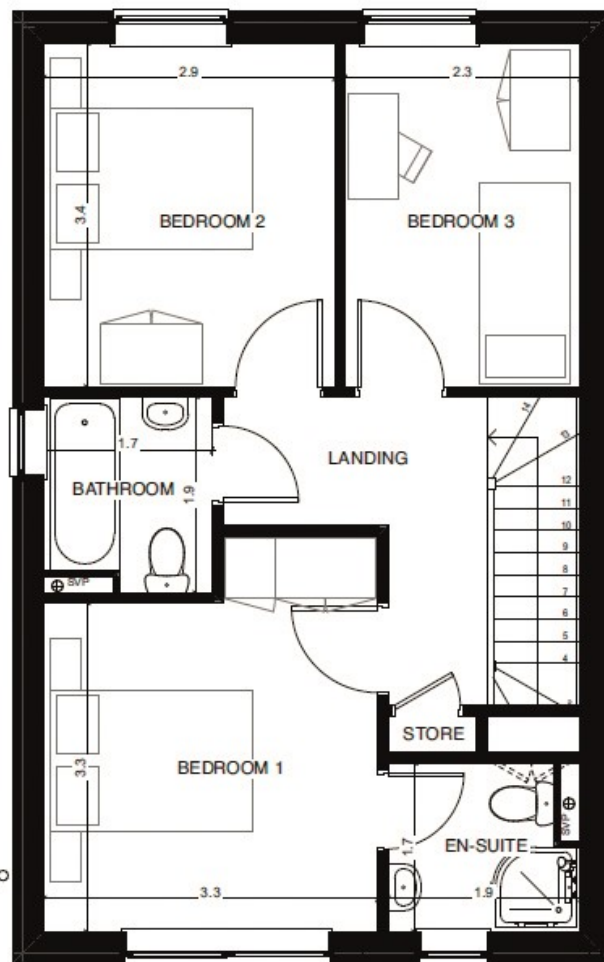 2.9
2.3
3.4
BEDROOM 2
BEDROOM 3
14
13
12
11
10
9
8
7
6
5
4
1.7
LANDING
BATHROOM
1.9
SVP
STORE
BEDROOM 1
3.3
EN-SUITE
1.7
SVP
3.3
1.9